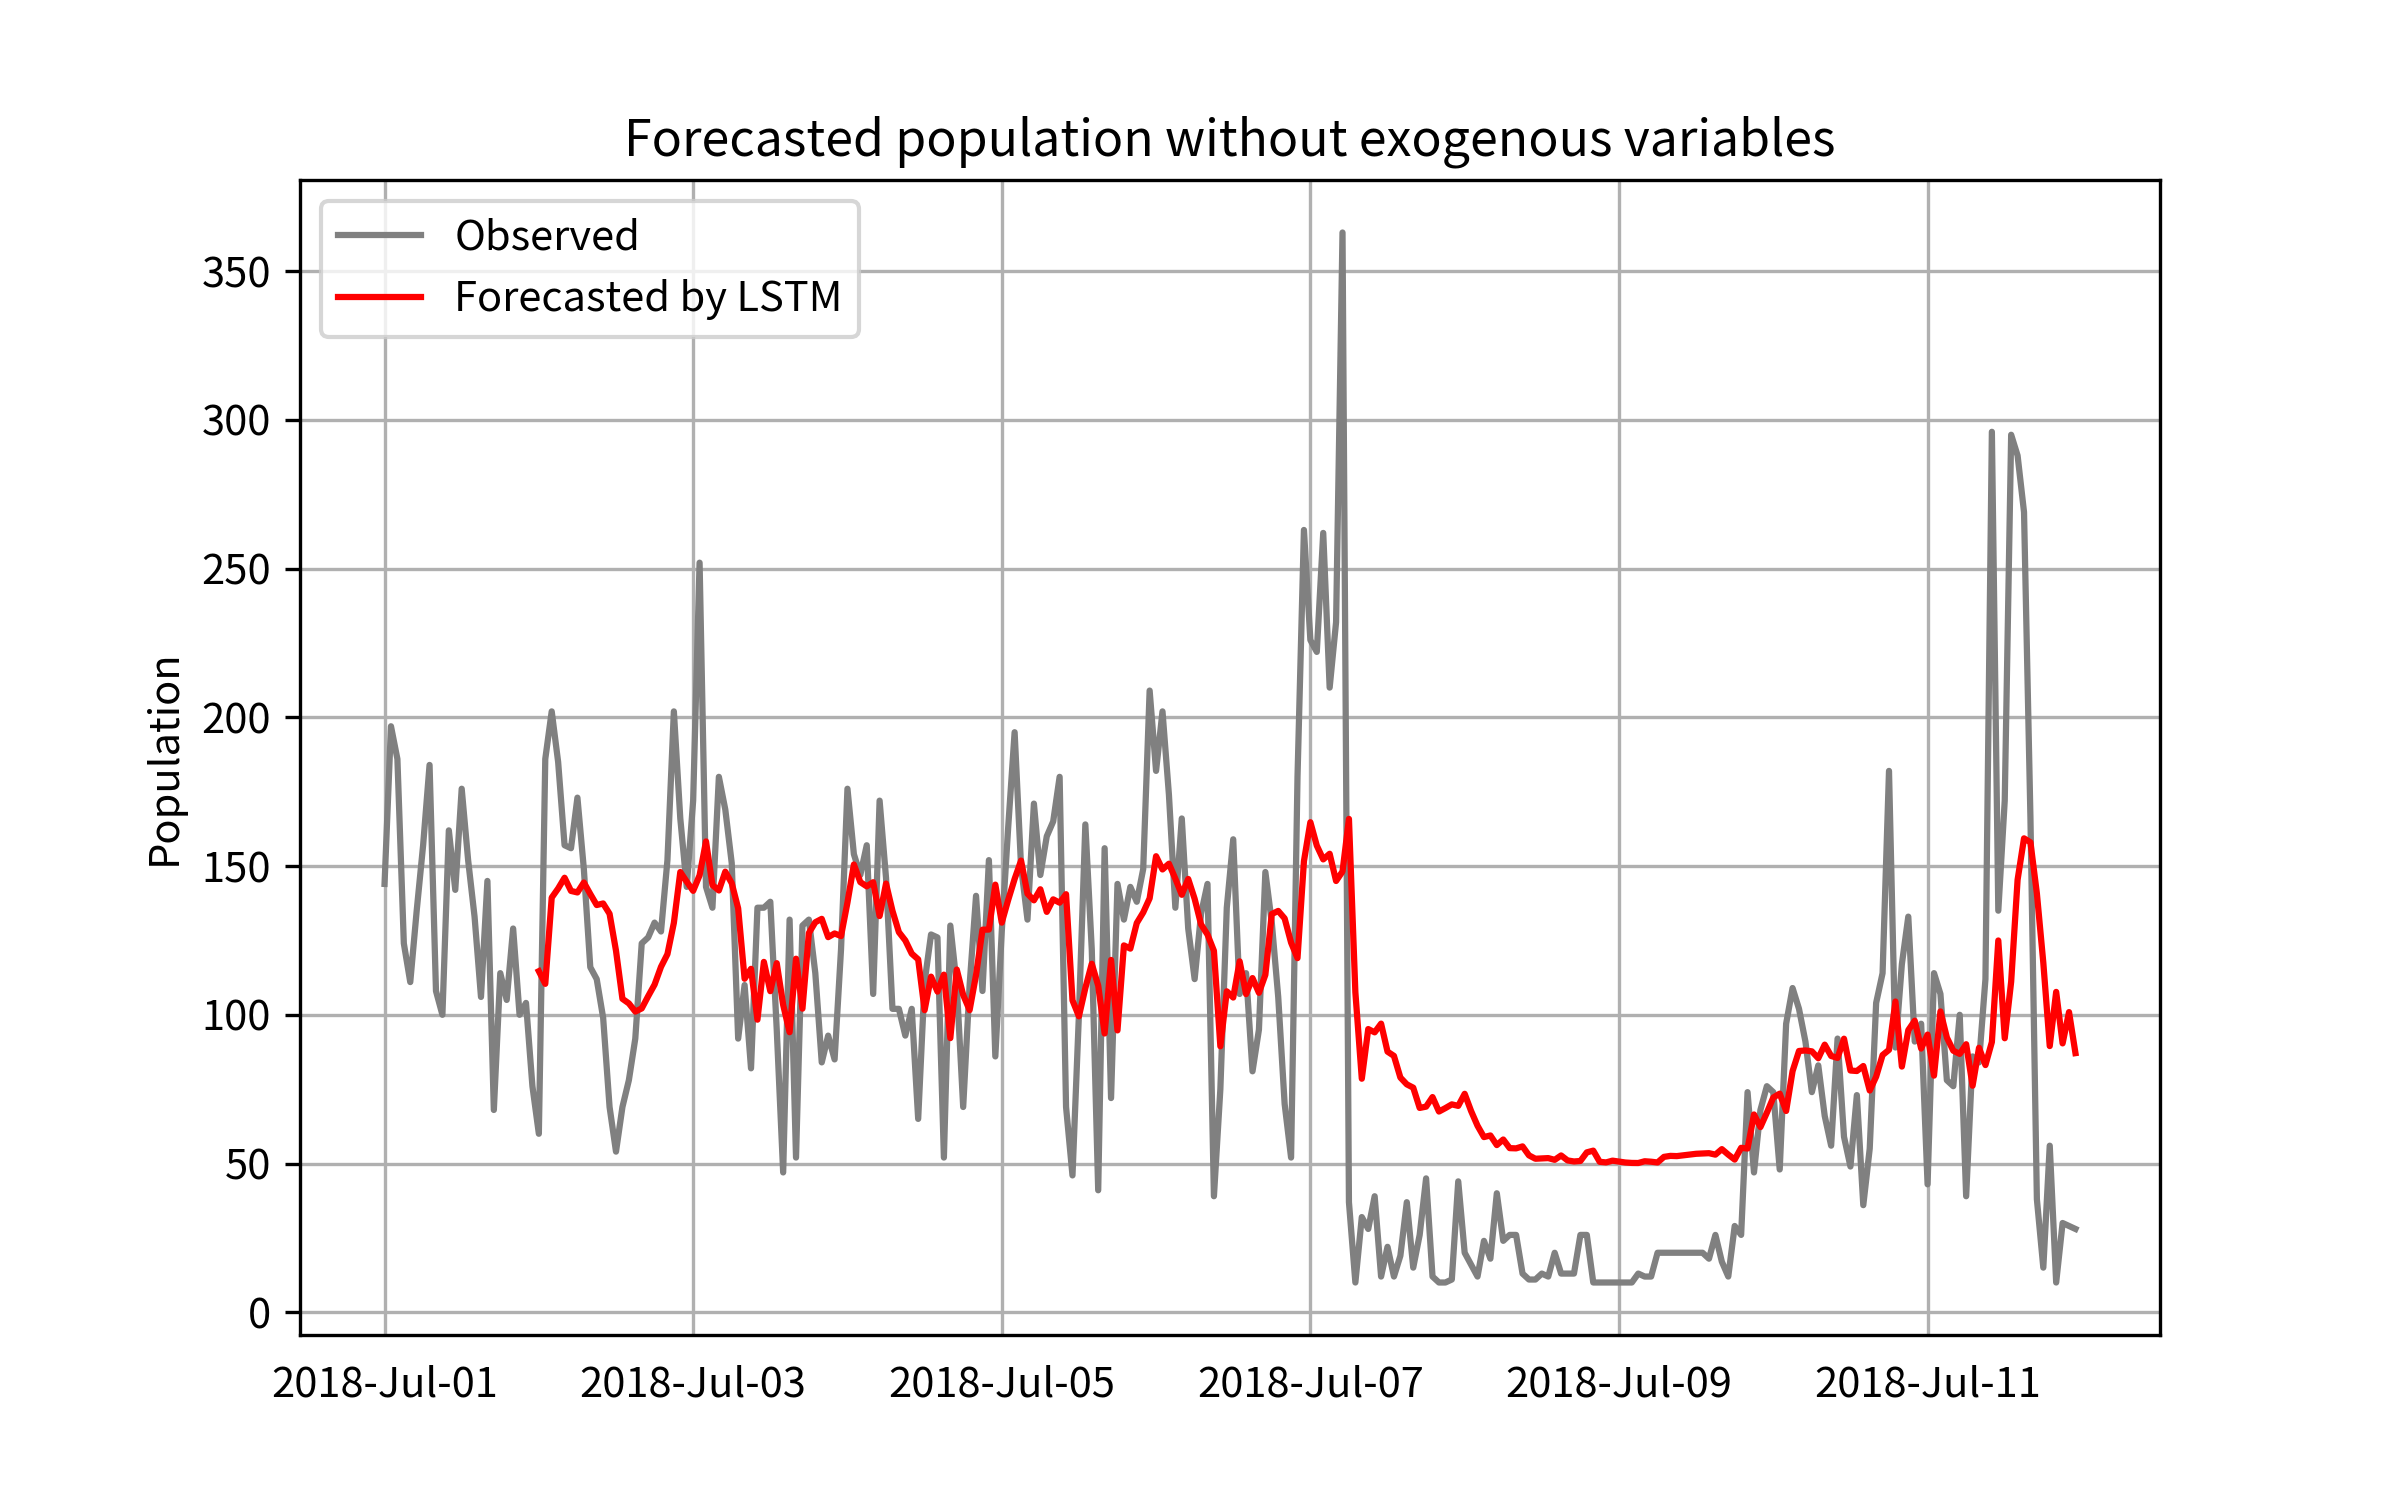 Forecasted population without exogenous variables
Observed
Forecasted by LSTM
Population
350
300
250
200
150
100
50
0
2018-Jul-01 2018-Jul-03 2018-Jul-05 2018-Jul-07 2018-Jul-09 2018-Jul-11